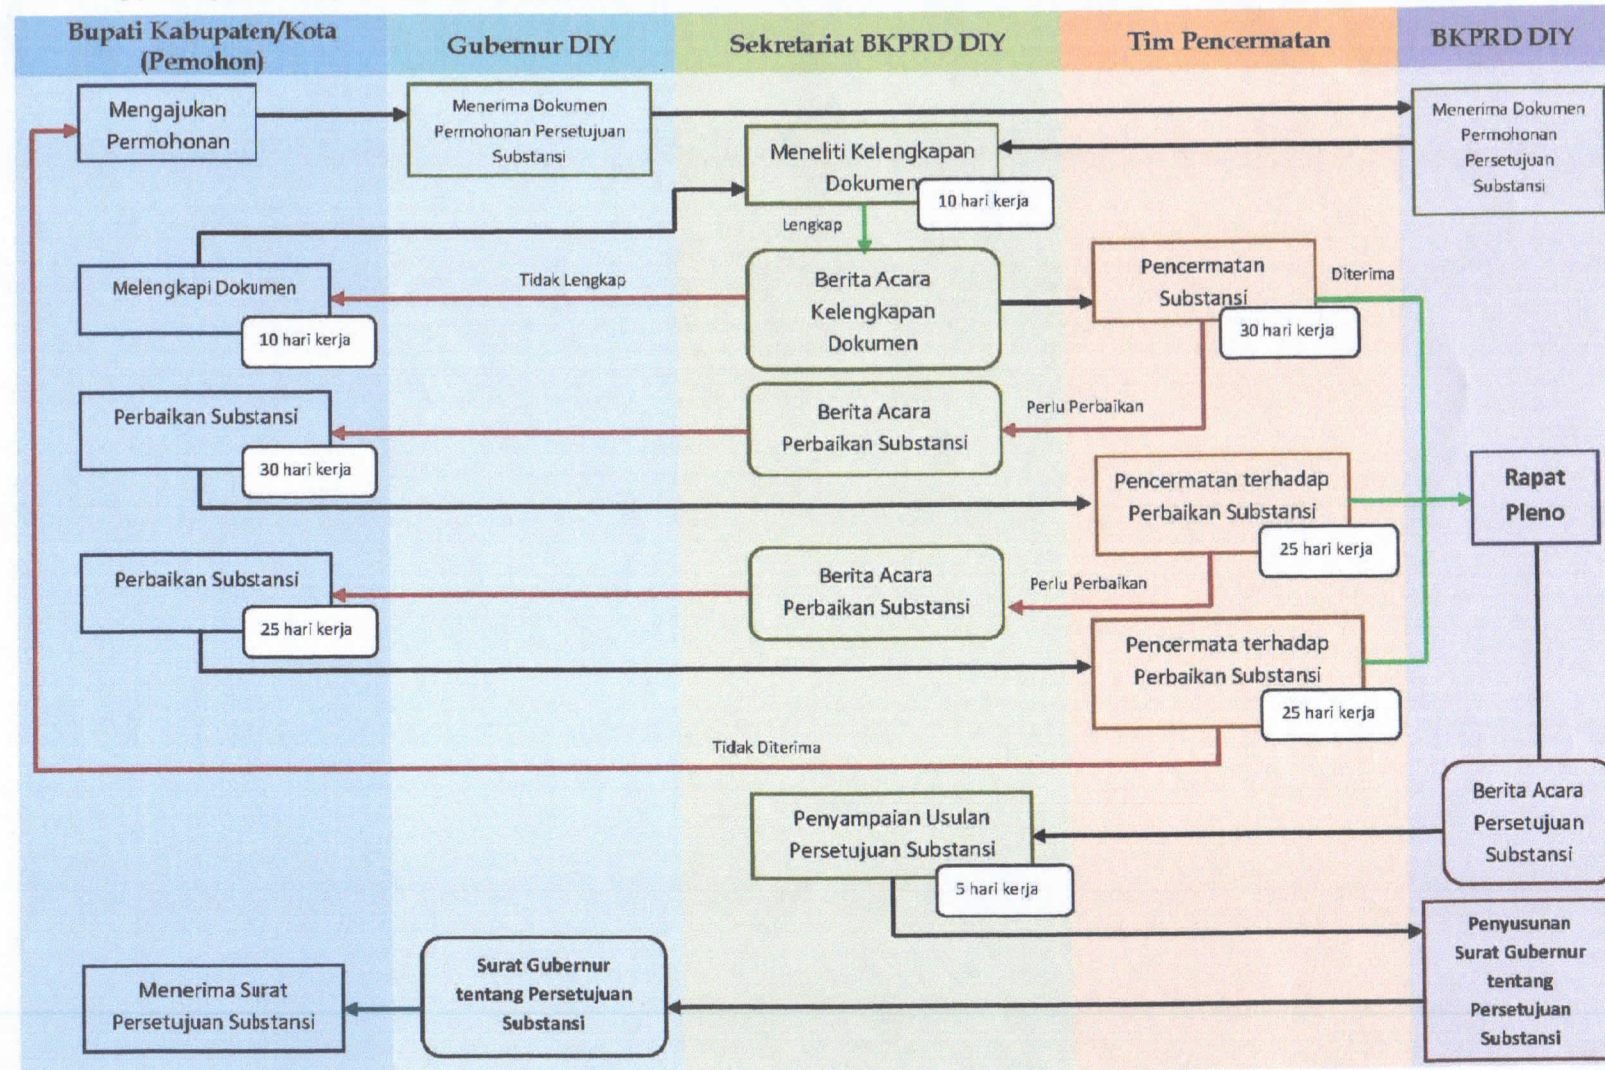 Bupati Kabupaten/Kota
(Pemohon)
Gubernur DIY
Sekretariat BKPRD DIY
Tim Pencermatan
BKPRD DIY
Mengajukan
Permohonan
Menerima Dokumen
Permohonan Persetujuan
Substansi
Meneliti Kelengkapan
Dokumen
10 hari kerja
Menerima Dokumen
Permohonan
Persetujuan
Substansi
Lengkap
Melengkapi Dokumen
10 hari kerja
Tidak Lengkap
Berita Acara
Kelengkapan
Dokumen
Pencermatan
Substansi
30 hari kerja
Diterima
Perbaikan Substansi
30 hari kerja
Berita Acara
Perbaikan Substansi
Perlu Perbaikan
Pencermatan terhadap
Perbaikan Substansi
25 hari kerja
Rapat
Pleno
Perbaikan Substansi
25 hari kerja
Berita Acara
Perbaikan Substansi
Perlu Perbaikan
Pencermata terhadap
Perbaikan Substansi
25 hari kerja
Tidak Diterima
Penyampaian Usulan
Persetujuan Substansi
5 hari kerja
Berita Acara
Persetujuan
Substansi
Menerima Surat
Persetujuan Substansi
Surat Gubernur
tentang Persetujuan
Substansi
Penyusunan
Surat Gubernur
tentang
Persetujuan
Substansi